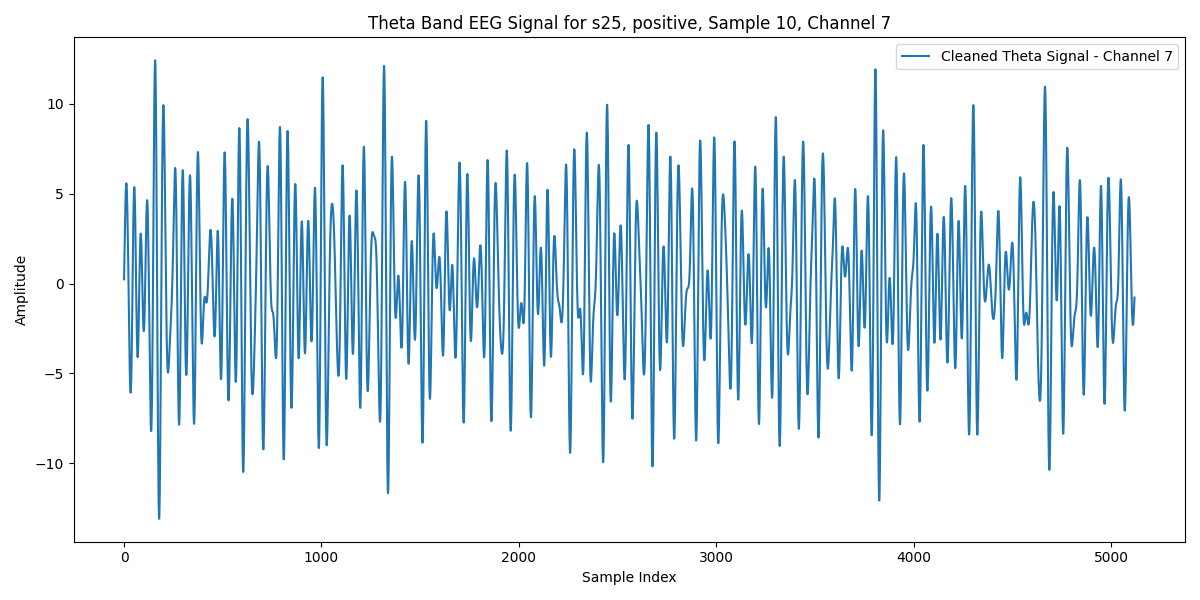 Theta Band EEG Signal for s25, positive, Sample 10, Channel 7
Cleaned Theta Signal - Channel 7
Amplitude
10
5
0
−5
−10
0
1000
2000
3000
4000
5000
Sample Index